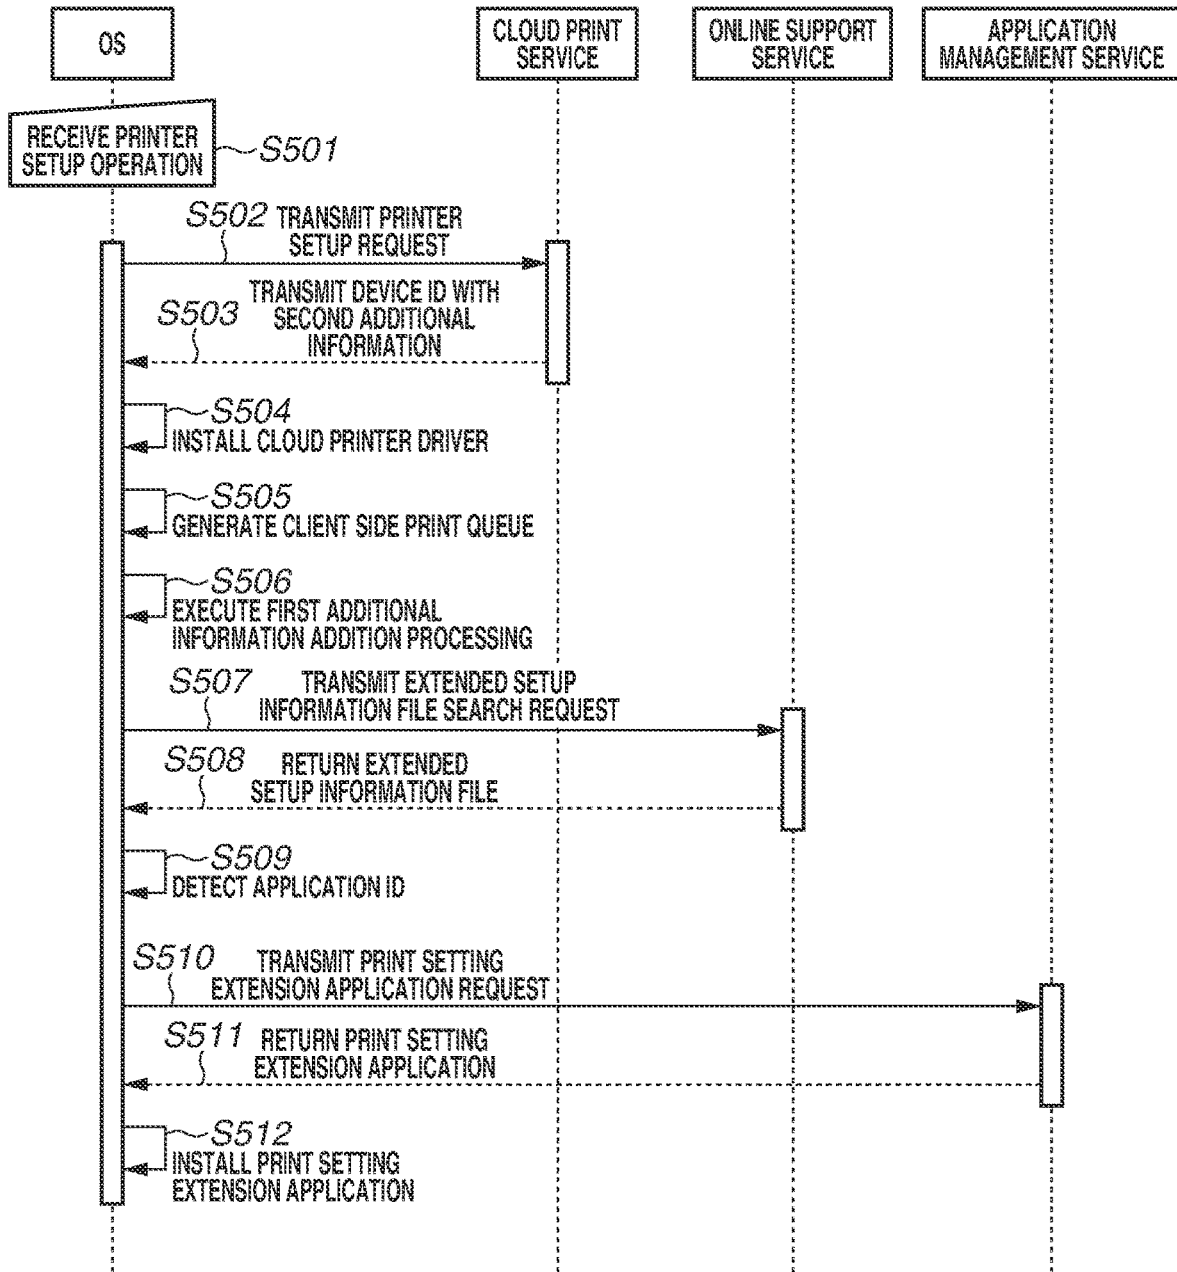 OS
CLOUD PRINT
SERVICE
ONLINE SUPPORT
SERVICE
APPLICATION
MANAGEMENT SERVICE
RECEIVE PRINTER
SETUP OPERATION
S501
S502
TRANSMIT PRINTER
SETUP REQUEST
S503
TRANSMIT DEVICE ID WITH
SECOND ADDITIONAL
INFORMATION
S504
INSTALL CLOUD PRINTER DRIVER
S505
GENERATE CLIENT SIDE PRINT QUEUE
S506
EXECUTE FIRST ADDITIONAL
INFORMATION ADDITION PROCESSING
S507
TRANSMIT EXTENDED SETUP
INFORMATION FILE SEARCH REQUEST
S508
RETURN EXTENDED
SETUP INFORMATION FILE
S509
DETECT APPLICATION ID
S510
TRANSMIT PRINT SETTING
EXTENSION APPLICATION REQUEST
S511
RETURN PRINT SETTING
EXTENSION APPLICATION
S512
INSTALL PRINT SETTING
EXTENSION APPLICATION